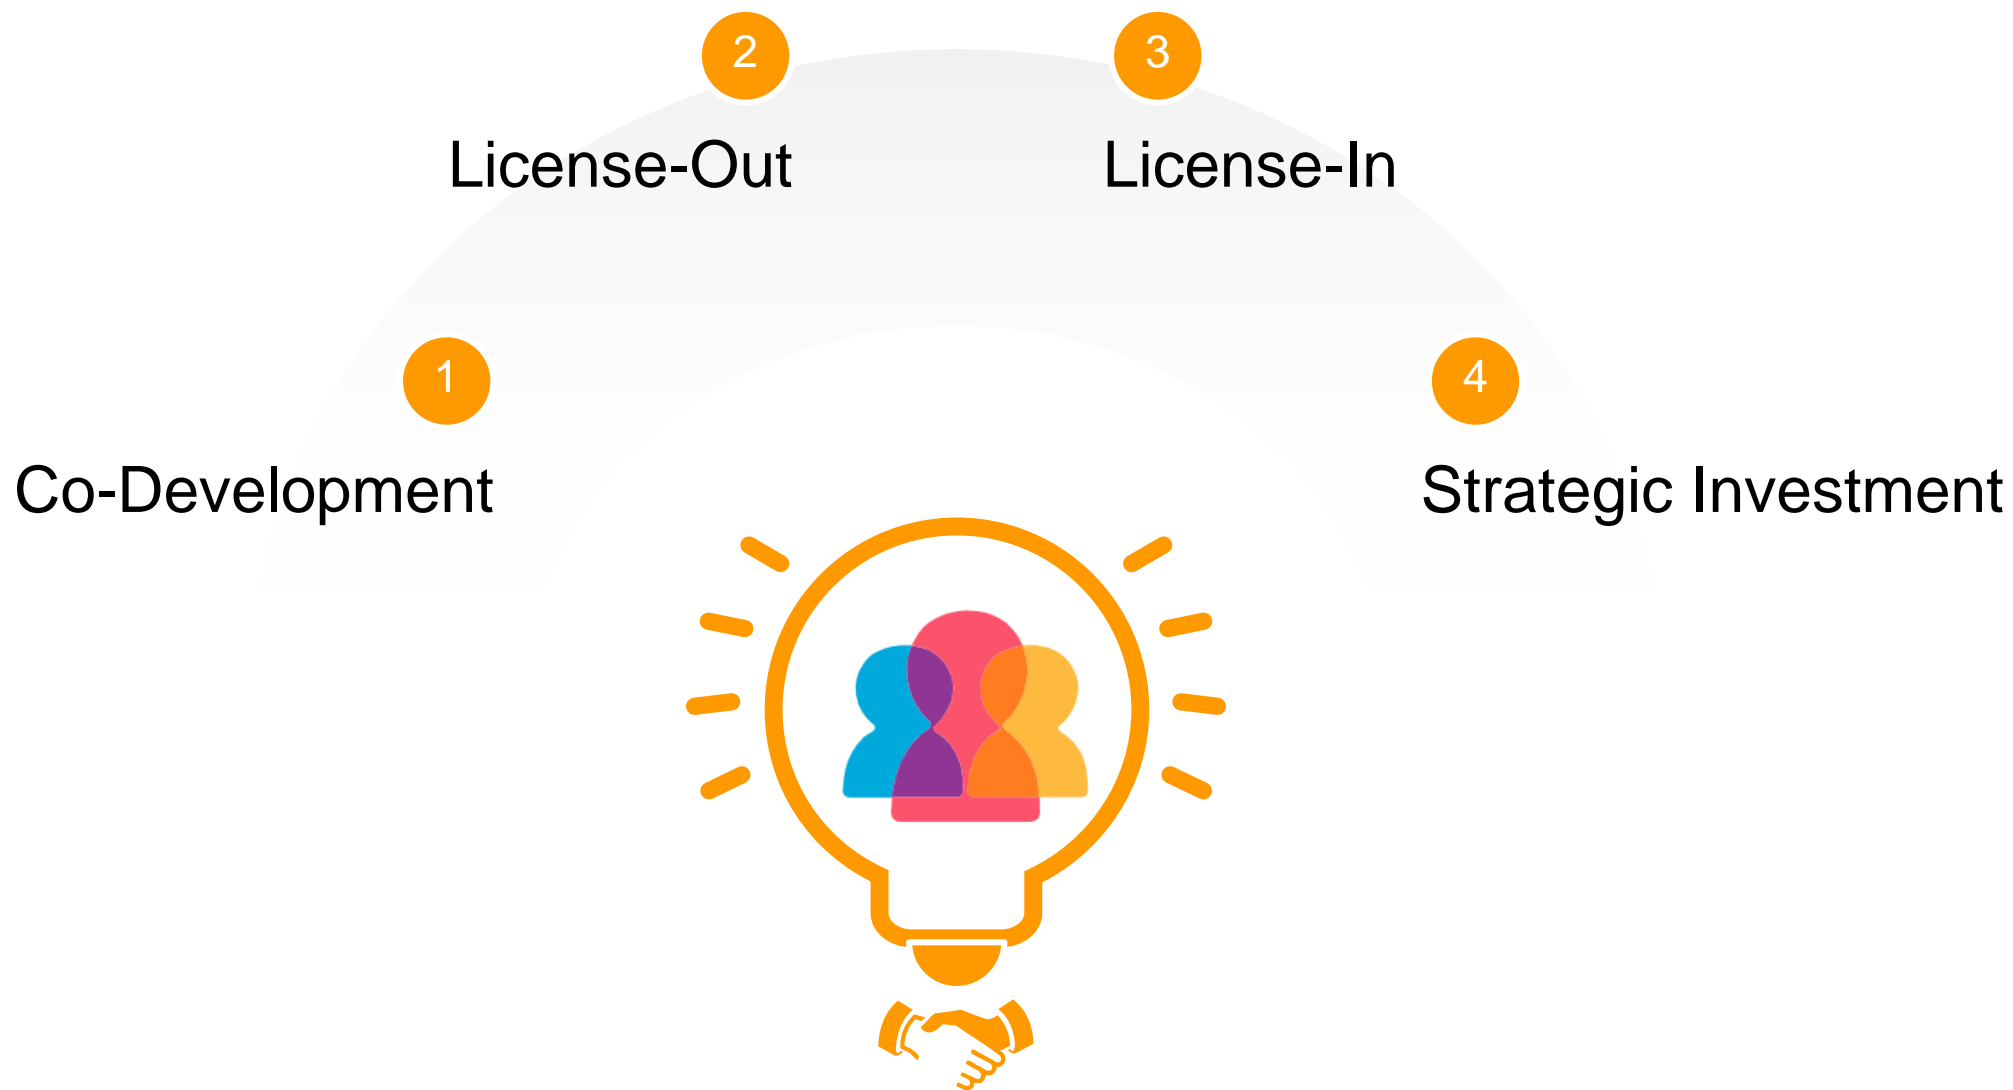 1
Co-Development
2
License-Out
3
License-In
4
Strategic Investment